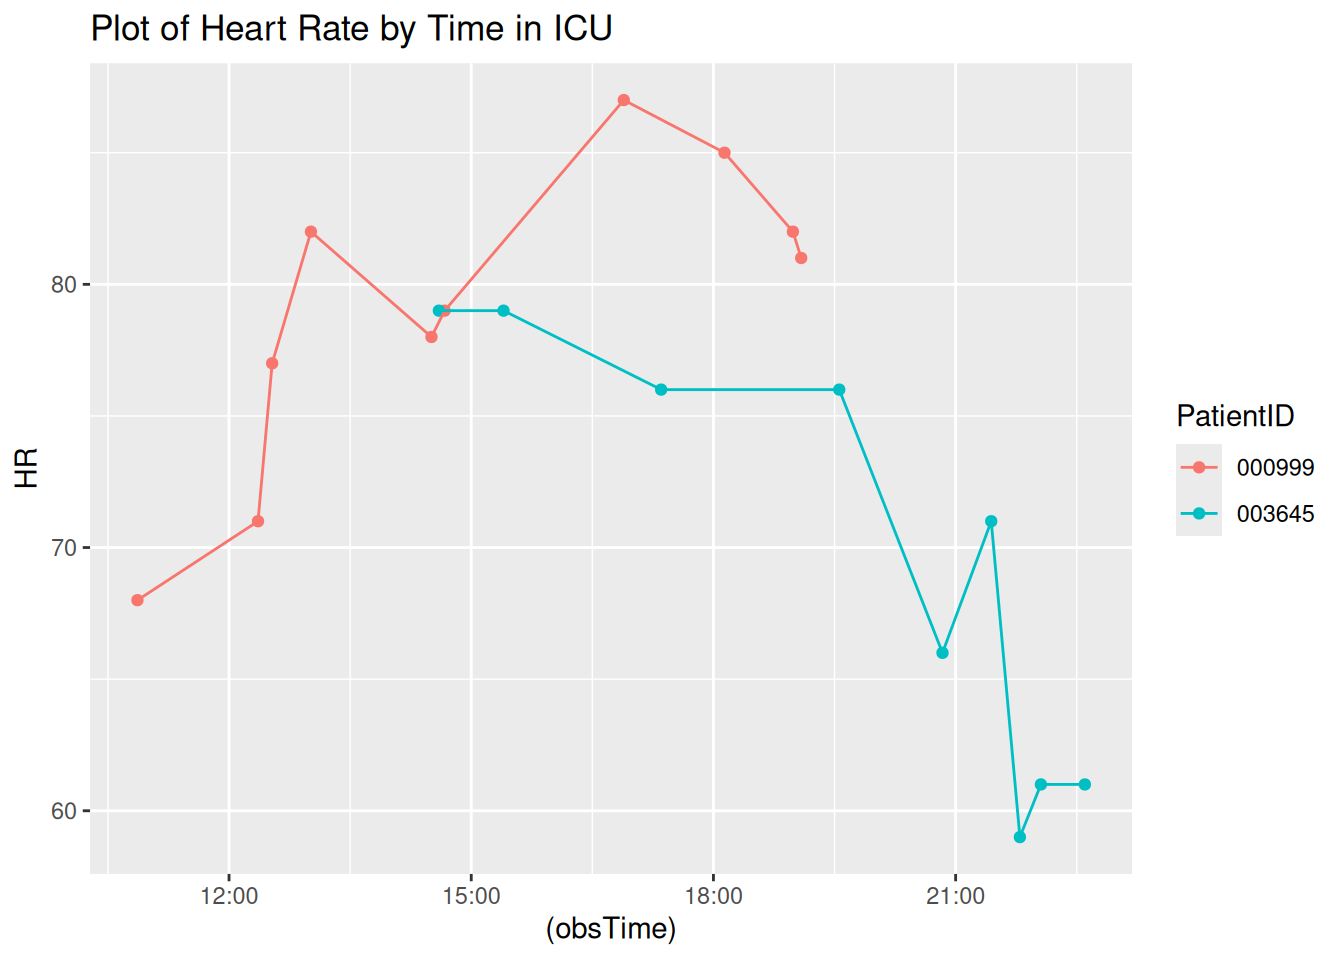 Plot of Heart Rate by Time in ICU
HR
80
70
60
12:00 15:00 18:00 21:00
(obsTime)
PatientID
000999
003645